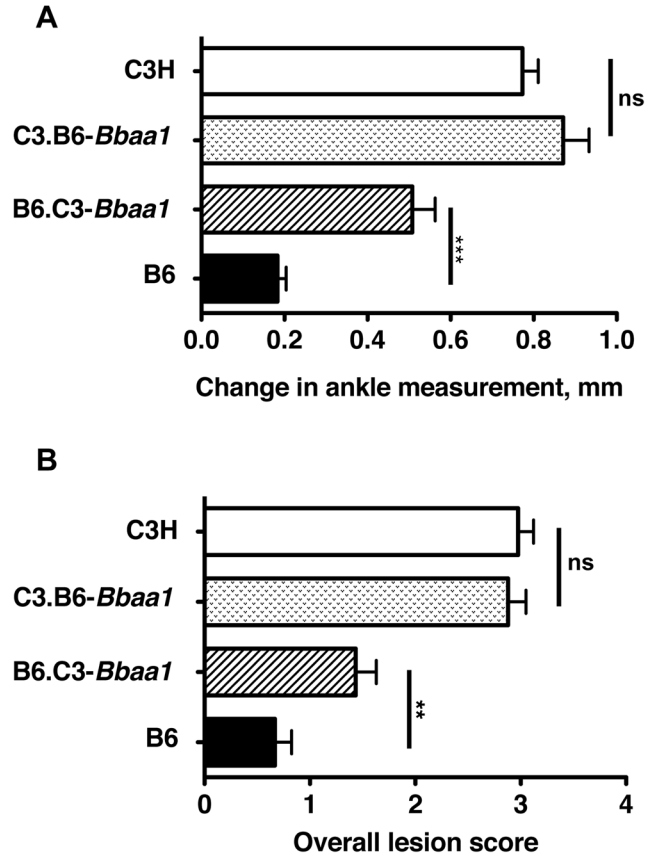 A
C3H
C3.B6-Bbaa1
B6.C3-Bbaa1
B6
ns
***
0.0 0.2 0.4 0.6 0.8 1.0
Change in ankle measurement, mm
B
C3H
C3.B6-Bbaa1
B6.C3-Bbaa1
B6
ns
**
0 1 2 3 4
Overall lesion score